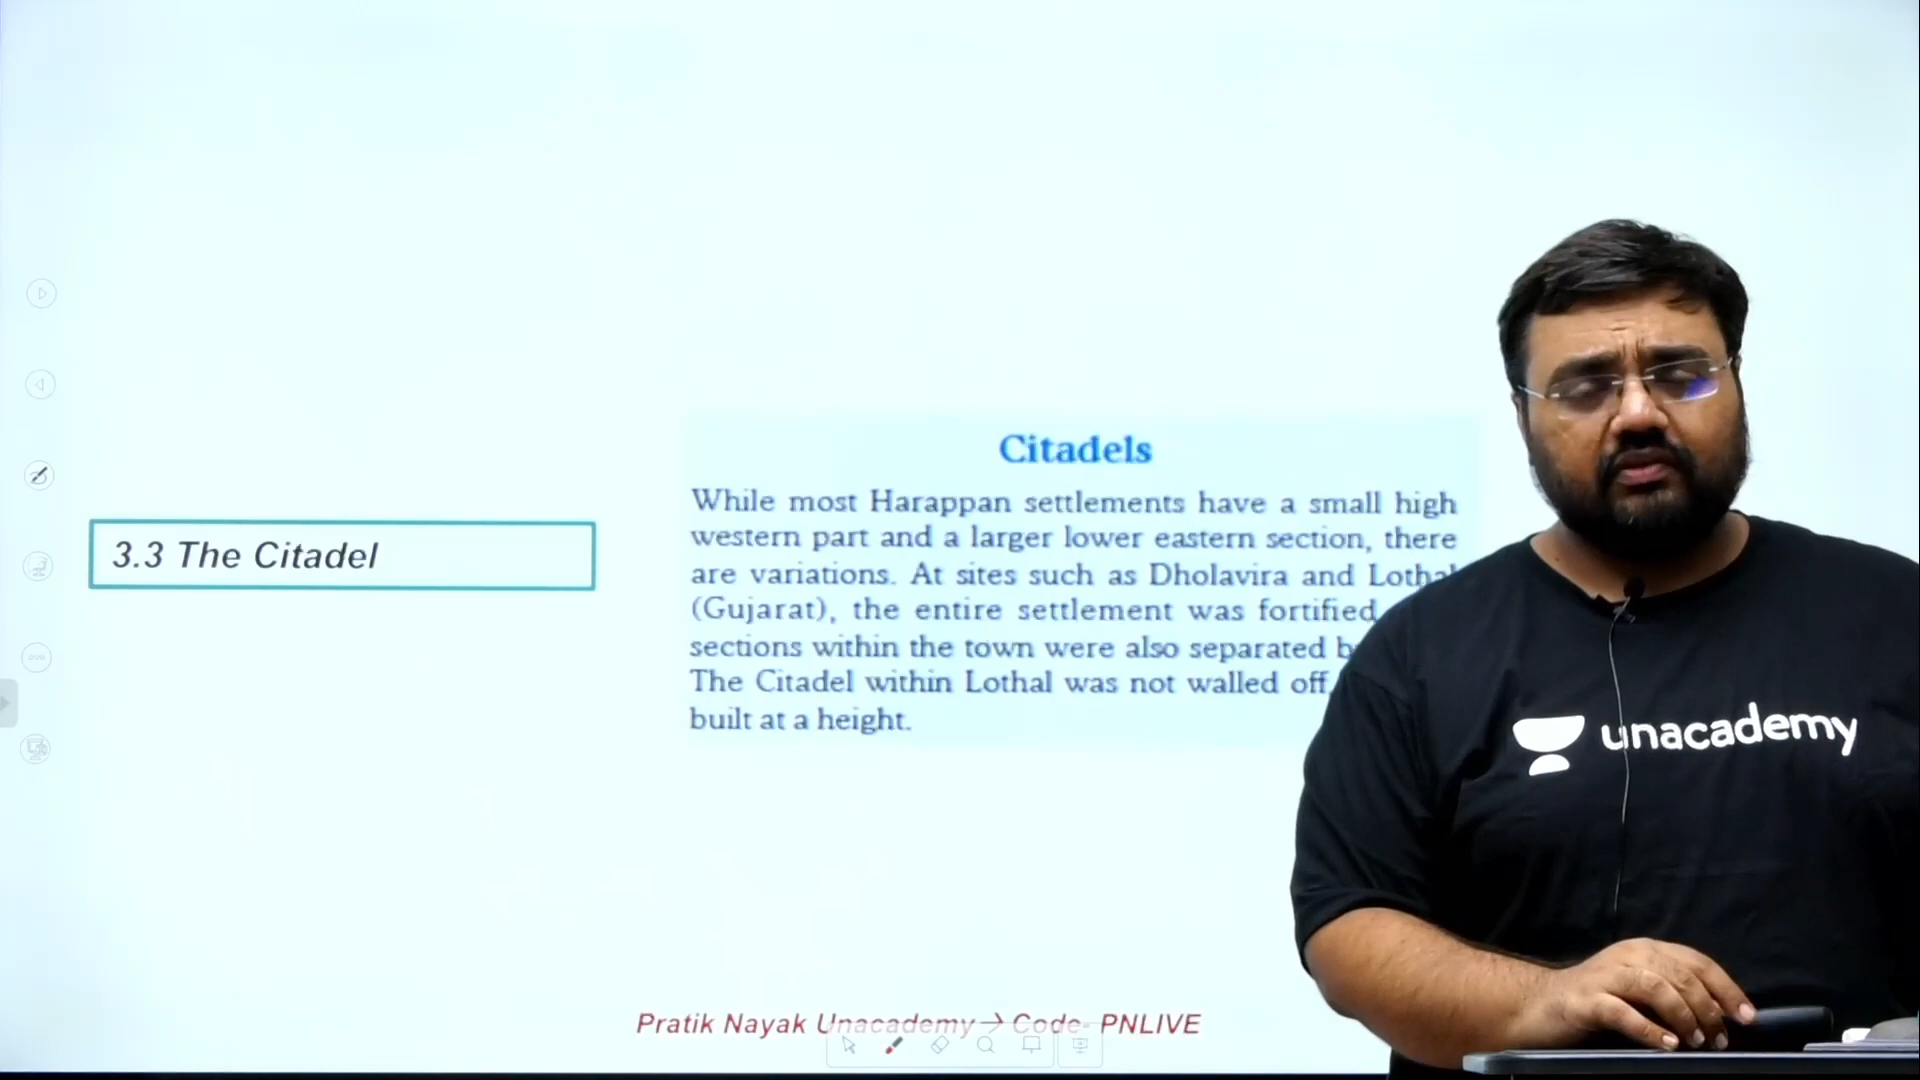 Citadels
While most Harappan settlements have a small high
western part and a larger lower eastern section, there
are variations. At sites such as Dholavira and Lothal
(Gujarat), the entire settlement was fortified
sections within the town were also separated
The Citadel within Lothal was not walled off,
built at a height.
3.3 The Citadel
unacademy
Pratik Nayak Unacademy→ Code- PNLIVE